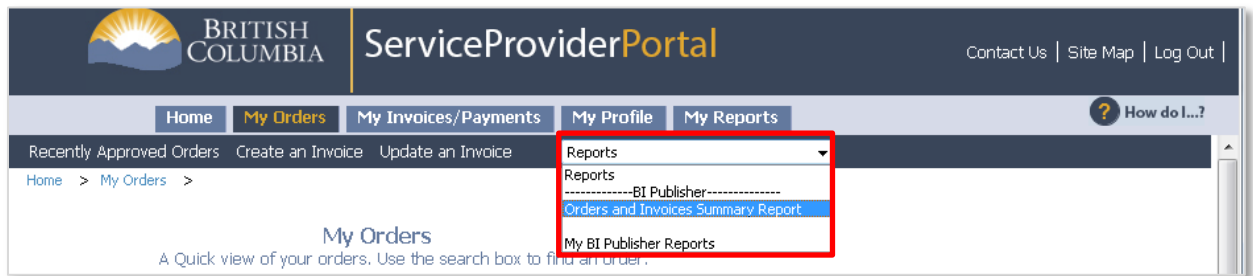 BRITISH
COLUMBIA
ServiceProviderPortal
Contact Us | Site Map | Log Out |
Home My Orders My Invoices/Payments My Profile My Reports
? How do I...?
Recently Approved Orders Create an Invoice Update an Invoice Reports
Home > My Orders >
Reports
-------------BI Publisher--------------
Orders and Invoices Summary Report
My BI Publisher Reports
My Orders
A Quick view of your orders. Use the search box to find an order.